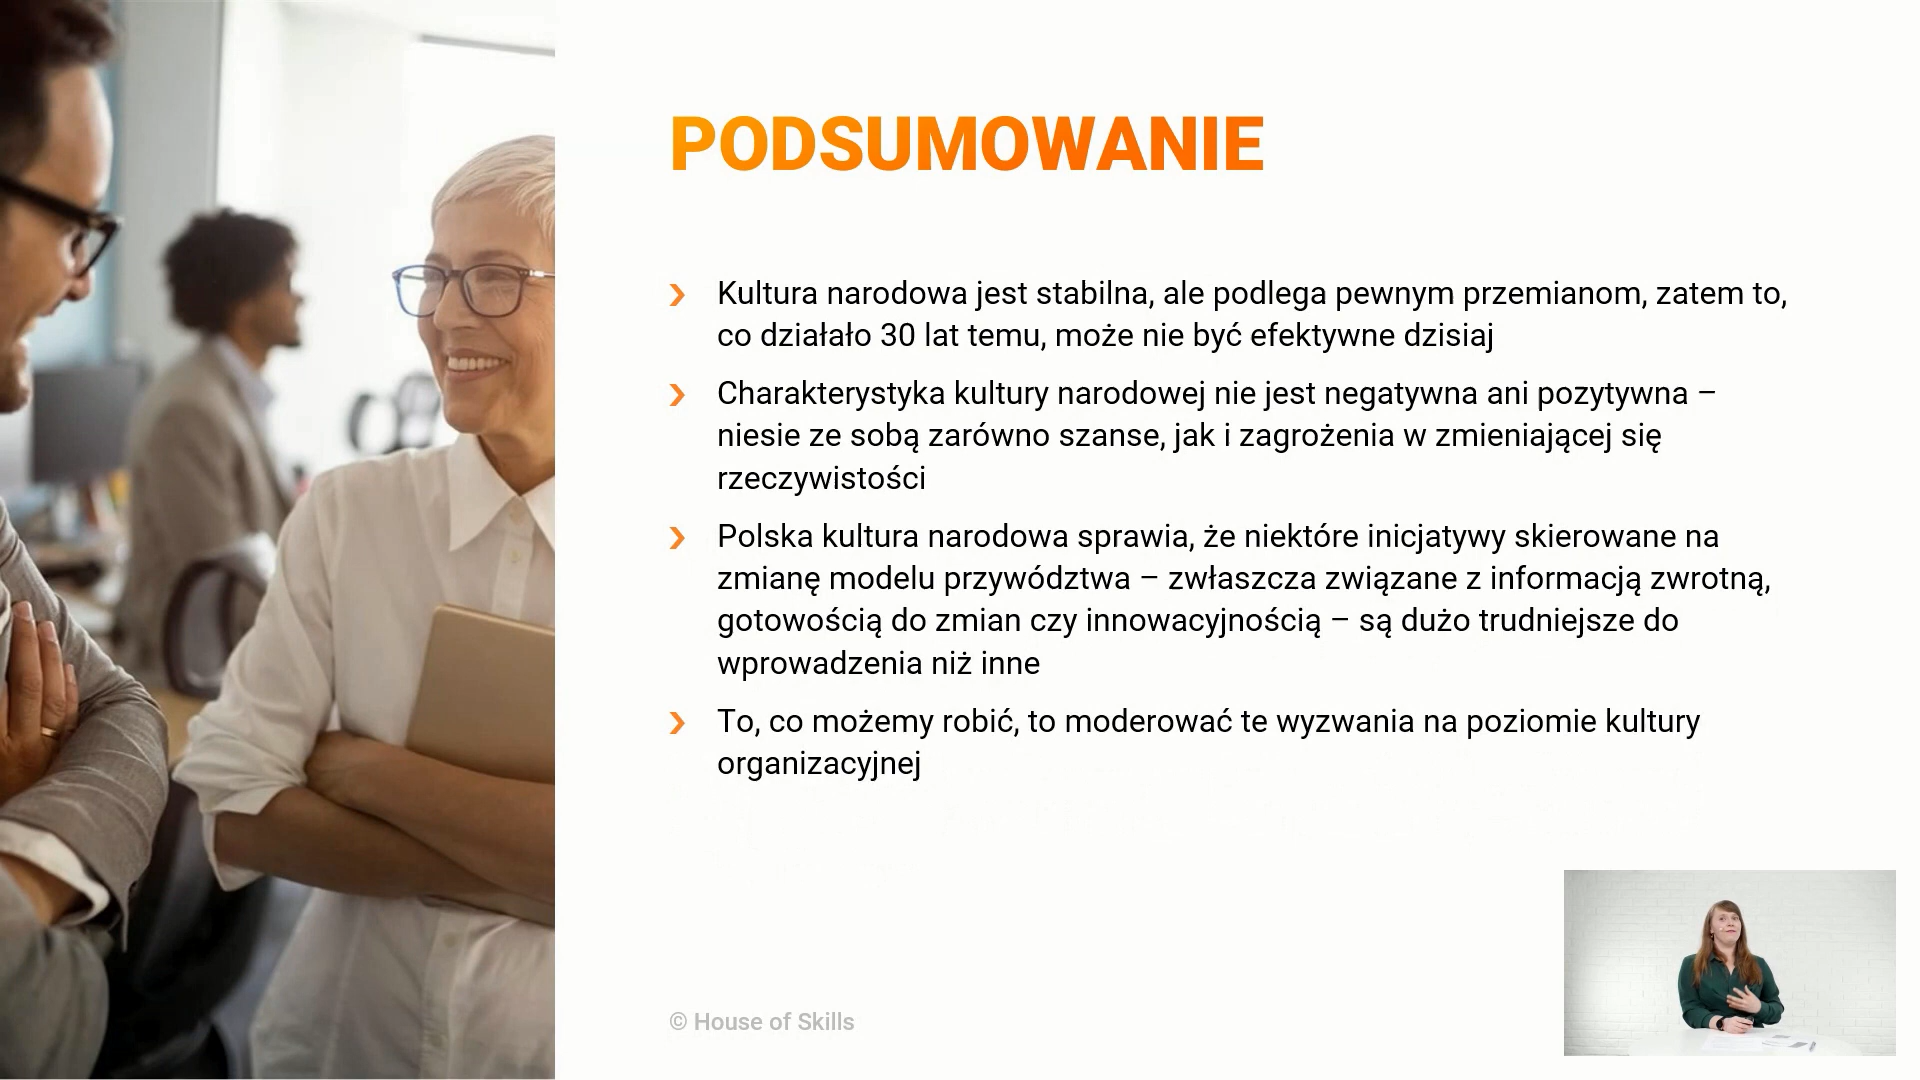 PODSUMOWANIE
Kultura narodowa jest stabilna, ale podlega pewnym przemianom, zatem to,
co działało 30 lat temu, może nie być efektywne dzisiaj
Charakterystyka kultury narodowej nie jest negatywna ani pozytywna –
niesie ze sobą zarówno szanse, jak i zagrożenia w zmieniającej się
rzeczywistości
Polska kultura narodowa sprawia, że niektóre inicjatywy skierowane na
zmianę modelu przywództwa – zwłaszcza związane z informacją zwrotną,
gotowością do zmian czy innowacyjnością – są dużo trudniejsze do
wprowadzenia niż inne
To, co możemy robić, to moderować te wyzwania na poziomie kultury
organizacyjnej
© House of Skills